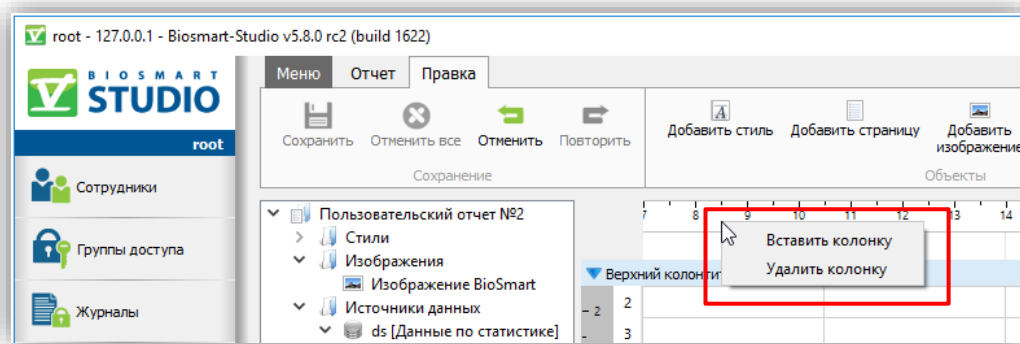 root - 127.0.0.1 - Biosmart-Studio v5.8.0 rc2 (build 1622)
BIOSMART
STUDIO
root
Сотрудники
Группы доступа
Журналы
Меню Отчет Правка
Сохранить Отменить все Отменить Повторить
Сохранение
Добавить стиль Добавить страницу Добавить изображение
Объекты
Пользовательский отчет №2
Стили
Изображения
Изображение BioSmart
Источники данных
ds [Данные по статистике]
7 8 9 10 11 12 13 14
Вставить колонку
Удалить колонку
Верхний колонтит
2 2
3